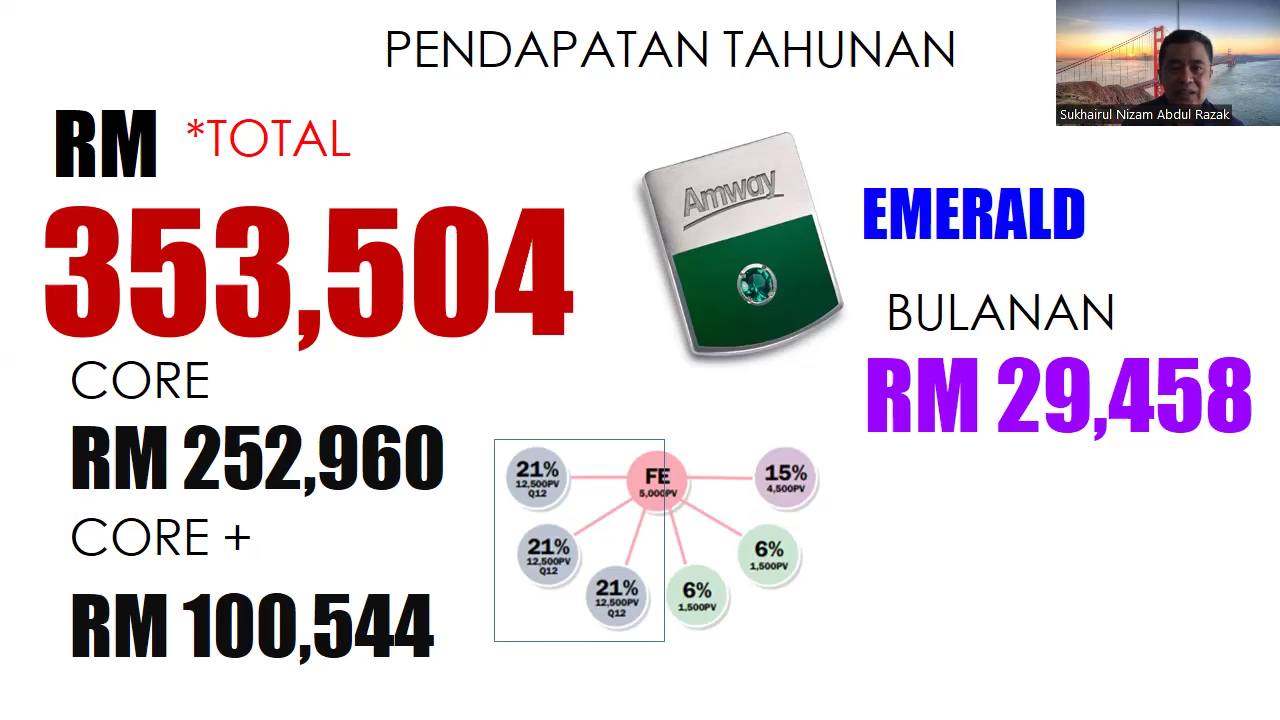 PENDAPATAN TAHUNAN
Sukhairul Nizam Abdul Razak
RM *TOTAL
353,504
CORE
RM 252,960
CORE +
RM 100,544
Amway
EMERALD
BULANAN
RM 29,458
21%
12,500PV
Q12
FE
5,000PV
15%
4,500PV
21%
12,500PV
Q12
6%
1,500PV
21%
12,500PV
Q12
6%
1,500PV